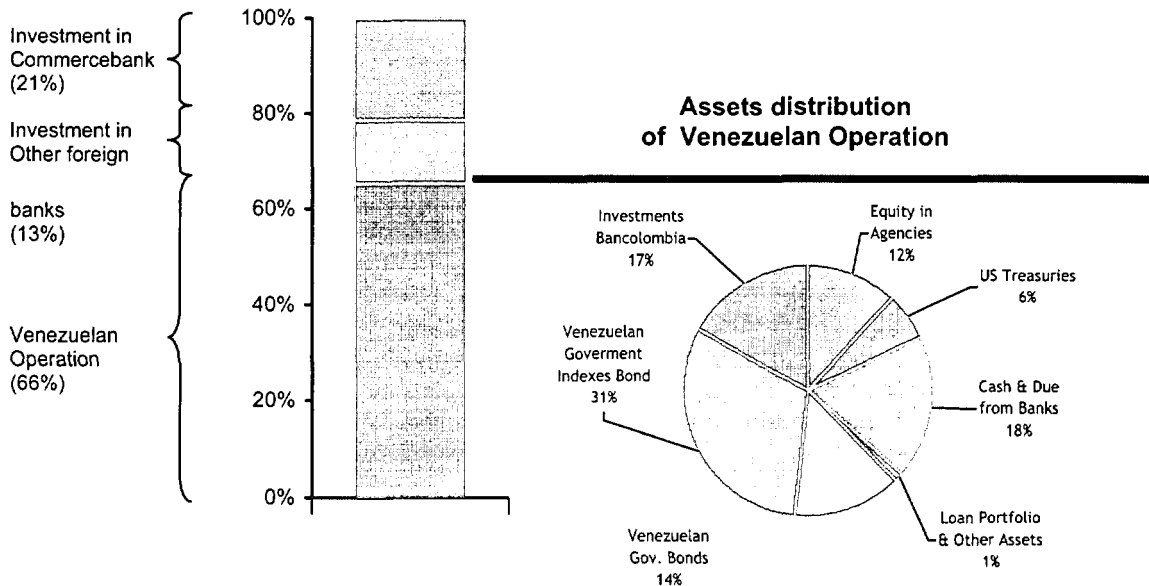 Investment in
Commercebank
(21%)
Investment in
Other foreign
banks
(13%)
Venezuelan
Operation
(66%)
100%
80%
60%
40%
20%
0%
Assets distribution
of Venezuelan Operation
Investments
Bancolombia
17%
Equity in
Agencies
12%
US Treasuries
6%
Venezuelan
Goverment
Indexes Bond
31%
Cash & Due
from Banks
18%
Venezuelan
Gov. Bonds
14%
Loan Portfolio
& Other Assets
1%